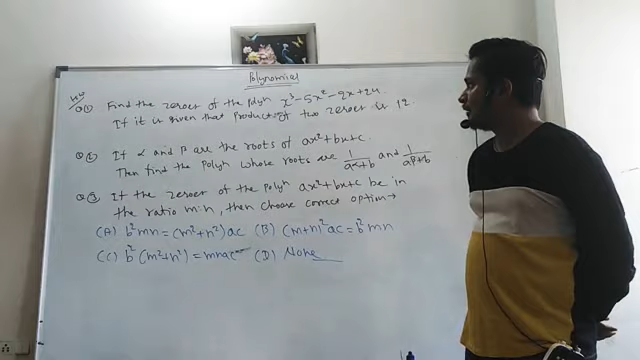 Polynomial
HW
Q① Find the zeroes of the polyn x³-5x²-2x+24.
If it is given that product of two zeroes is 12.
Q② If α and β are the roots of ax²+bx+c.
Then find the polyn whose roots are 1/(aα+b) and 1/(aβ+b)
Q③ If the zeroes of the polyn ax²+bx+c be in
the ratio m:n, then choose correct option→
(A) b²mn=(m²+n²)ac (B) (m+n)²ac=b²mn
(C) b²(m²+n²)=mnac (D) None